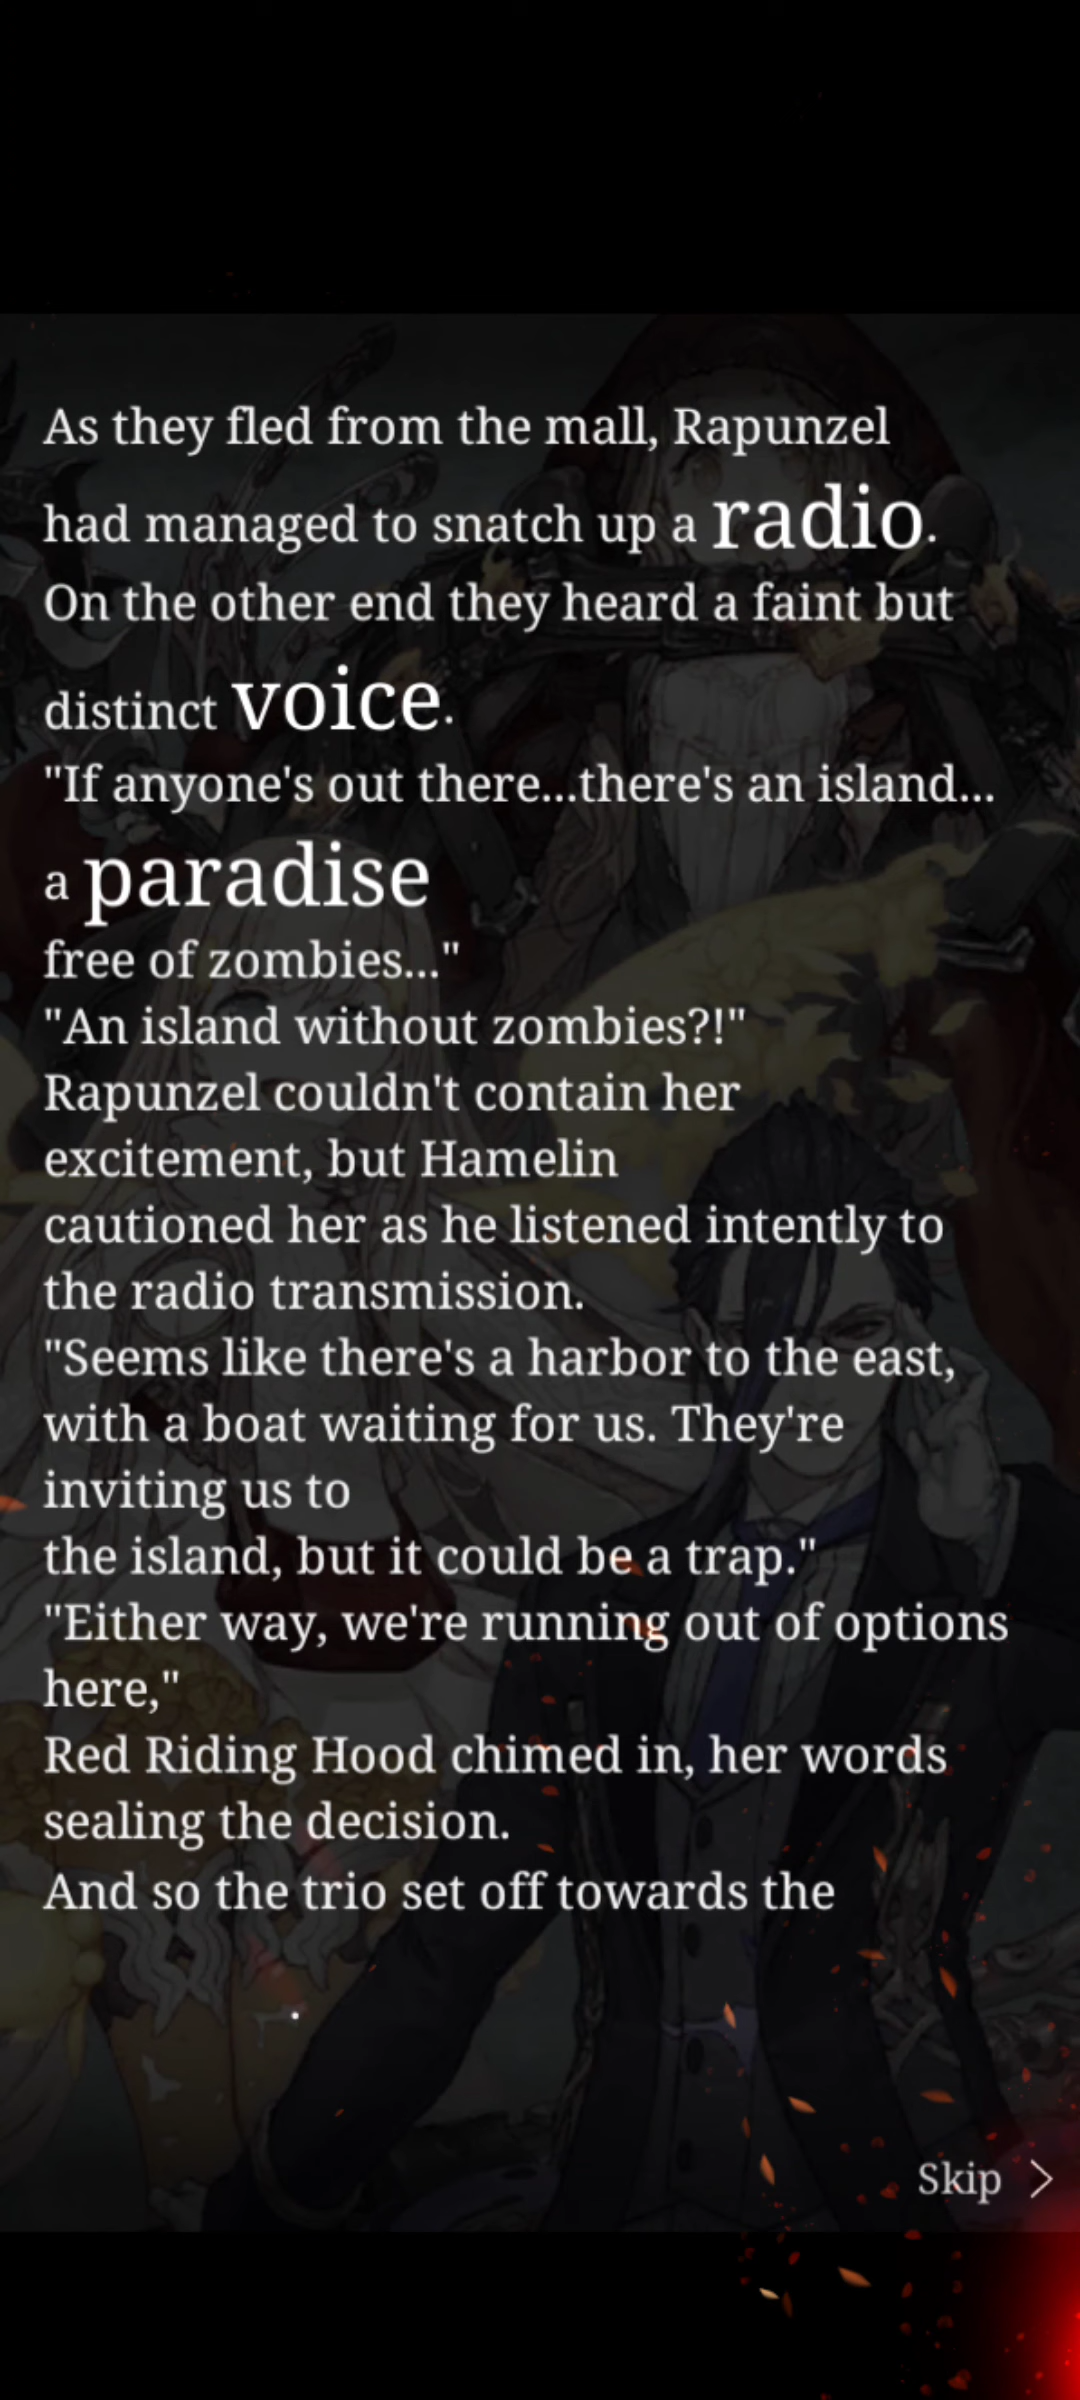 As they fled from the mall, Rapunzel
had managed to snatch up a radio.
On the other end they heard a faint but
distinct voice.
"If anyone's out there...there's an island...
a paradise
free of zombies..."
"An island without zombies?!"
Rapunzel couldn't contain her
excitement, but Hamelin
cautioned her as he listened intently to
the radio transmission.
"Seems like there's a harbor to the east,
with a boat waiting for us. They're
inviting us to
the island, but it could be a trap."
"Either way, we're running out of options
here,"
Red Riding Hood chimed in, her words
sealing the decision.
And so the trio set off towards the
Skip >